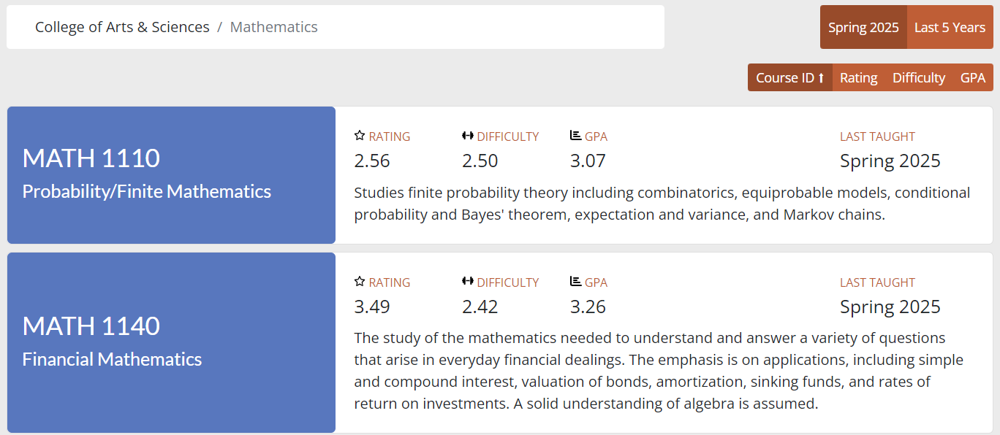 College of Arts & Sciences / Mathematics
Spring 2025 Last 5 Years
Course ID ⬆ Rating Difficulty GPA
MATH 1110
Probability/Finite Mathematics
RATING DIFFICULTY GPA LAST TAUGHT
2.56 2.50 3.07 Spring 2025
Studies finite probability theory including combinatorics, equiprobable models, conditional
probability and Bayes' theorem, expectation and variance, and Markov chains.
MATH 1140
Financial Mathematics
RATING DIFFICULTY GPA LAST TAUGHT
3.49 2.42 3.26 Spring 2025
The study of the mathematics needed to understand and answer a variety of questions
that arise in everyday financial dealings. The emphasis is on applications, including simple
and compound interest, valuation of bonds, amortization, sinking funds, and rates of
return on investments. A solid understanding of algebra is assumed.